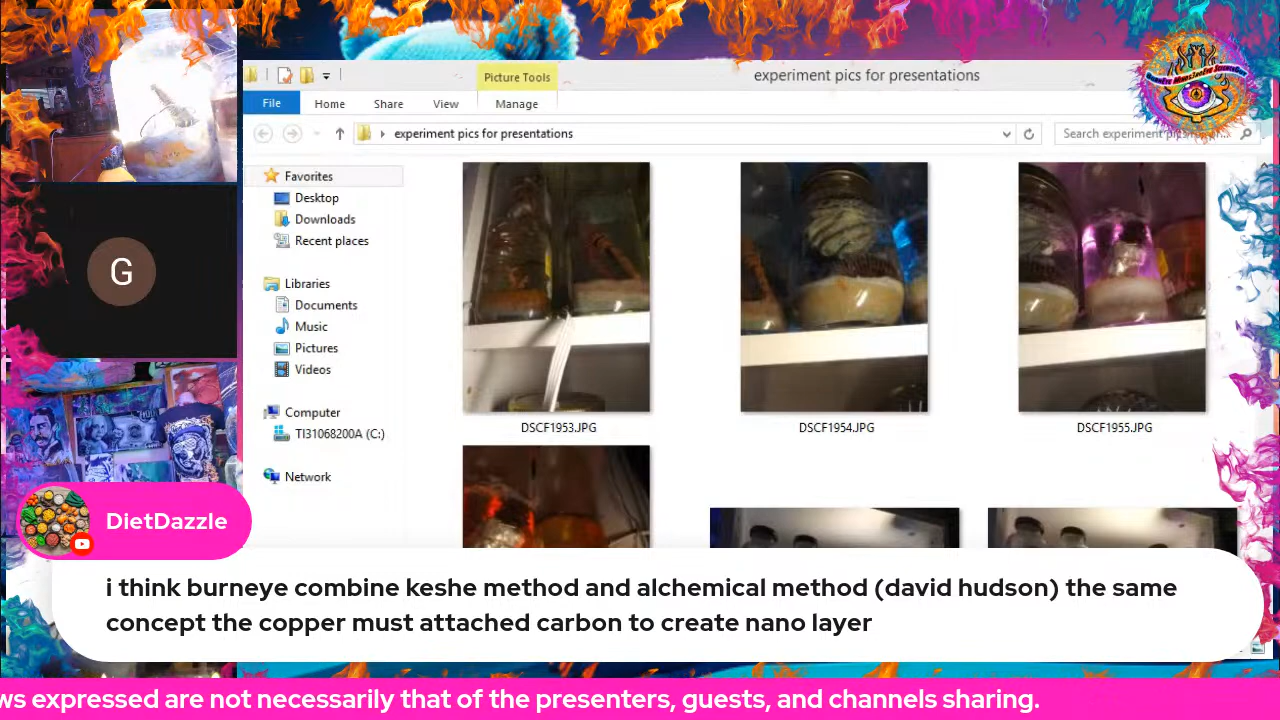 Picture Tools
experiment pics for presentations
File
Home
Share
View
Manage
experiment pics for presentations
Search experiment
Favorites
Desktop
Downloads
Recent places
Libraries
Documents
Music
Pictures
Videos
Computer
TI31068200A (C:)
Network
DSCF1953.JPG
DSCF1954.JPG
DSCF1955.JPG
G
DietDazzle
i think burneye combine keshe method and alchemical method (david hudson) the same
concept the copper must attached carbon to create nano layer
ws expressed are not necessarily that of the presenters, guests, and channels sharing.